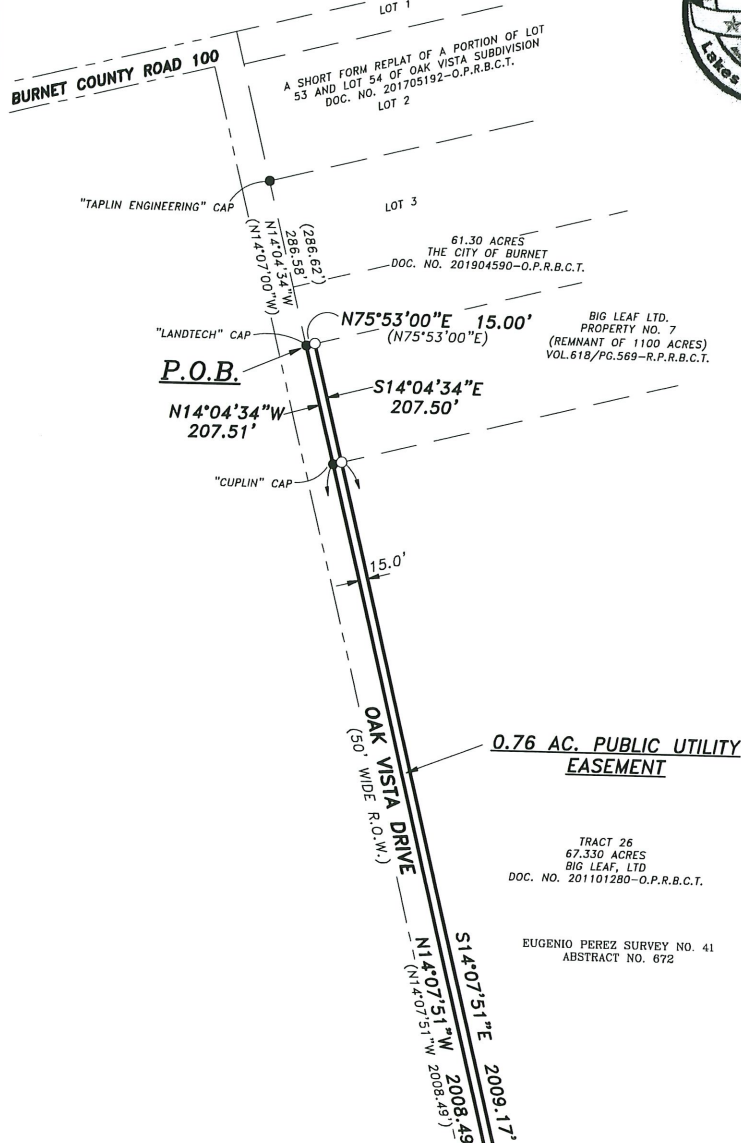 LOT 1
Lakes
BURNET COUNTY ROAD 100
A SHORT FORM REPLAT OF A PORTION OF LOT
53 AND LOT 54 OF OAK VISTA SUBDIVISION
DOC. NO. 201705192-O.P.R.B.C.T.
LOT 2
"TAPLIN ENGINEERING" CAP
LOT 3
(286.62')
286.58'
N14°04'34"W
(N14°07'00"W)
61.30 ACRES
THE CITY OF BURNET
DOC. NO. 201904590-O.P.R.B.C.T.
N75°53'00"E 15.00'
(N75°53'00"E)
"LANDTECH" CAP
BIG LEAF LTD.
PROPERTY NO. 7
(REMNANT OF 1100 ACRES)
VOL.618/PG.569-R.P.R.B.C.T.
P.O.B.
S14°04'34"E
207.50'
N14°04'34"W
207.51'
"CUPLIN" CAP
15.0'
OAK VISTA DRIVE
(50' WIDE R.O.W.)
0.76 AC. PUBLIC UTILITY
EASEMENT
TRACT 26
67.330 ACRES
BIG LEAF, LTD
DOC. NO. 201101280-O.P.R.B.C.T.
EUGENIO PEREZ SURVEY NO. 41
ABSTRACT NO. 672
S14°07'51"E 2009.17'
N14°07'51"W 2008.49
(N14°07'51"W 2008.49')